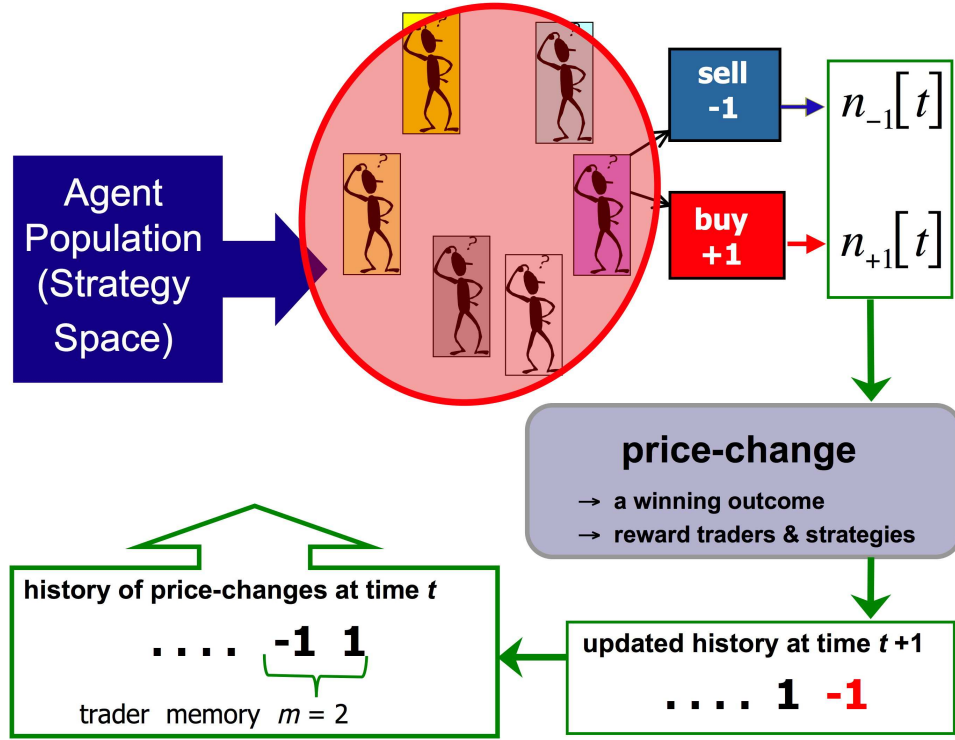 Agent
Population
(Strategy
Space)
?
?
?
?
?
?
sell
-1
buy
+1
n₋₁[t]
n₊₁[t]
price-change
→ a winning outcome
→ reward traders & strategies
history of price-changes at time t
. . . . -1 1
trader memory m = 2
updated history at time t +1
. . . . 1 -1